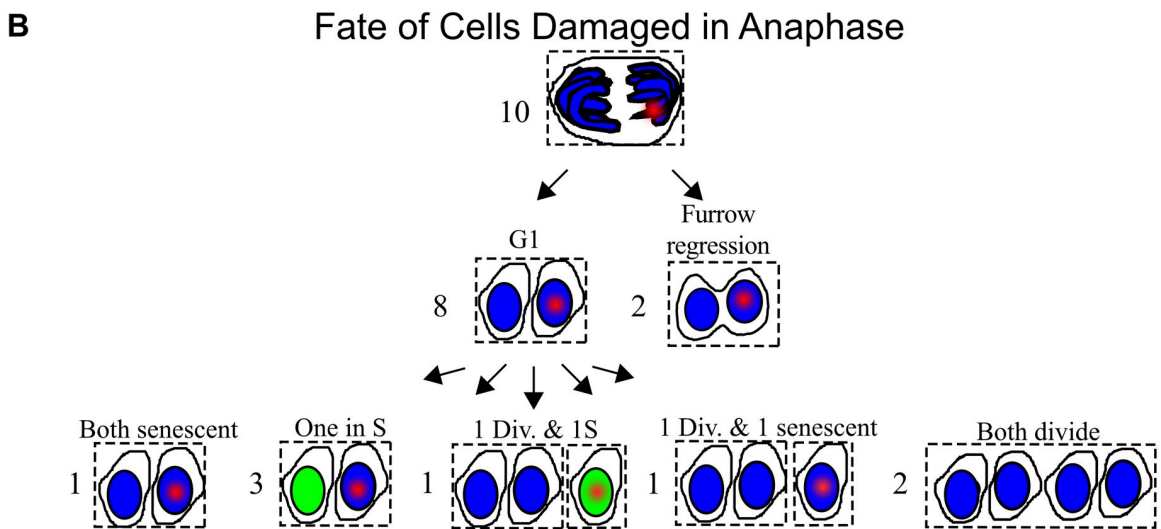 B
Fate of Cells Damaged in Anaphase
10
G1
Furrow
regression
8
2
Both senescent
One in S
1 Div. & 1S
1 Div. & 1 senescent
Both divide
1
3
1
1
2